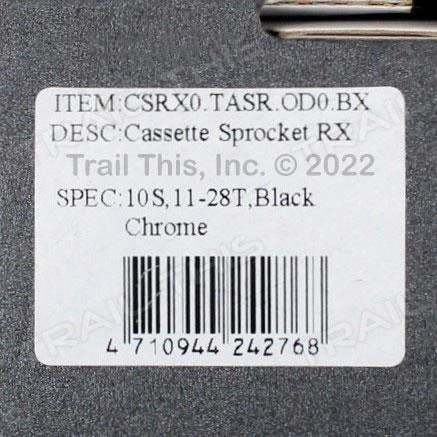 ITEM:CSRX0.TASR.OD0.BX
DESC:Cassette Sprocket RX
Trail This, Inc. © 2022
SPEC:10S,11-28T,Black
Chrome
4 710944 242768